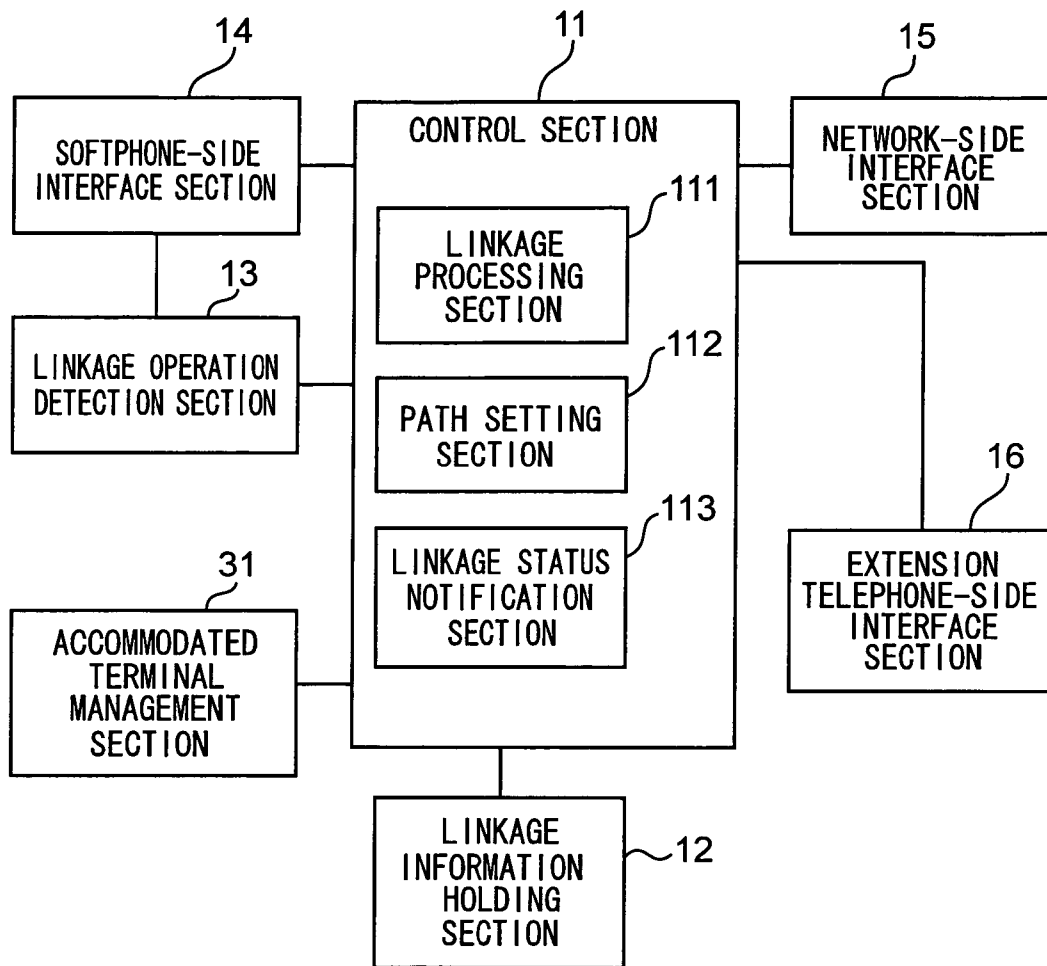 14
11
15
SOFTPHONE-SIDE
INTERFACE SECTION
CONTROL SECTION
NETWORK-SIDE
INTERFACE
SECTION
111
LINKAGE
PROCESSING
SECTION
13
LINKAGE OPERATION
DETECTION SECTION
112
PATH SETTING
SECTION
16
EXTENSION
TELEPHONE-SIDE
INTERFACE
SECTION
113
LINKAGE STATUS
NOTIFICATION
SECTION
31
ACCOMMODATED
TERMINAL
MANAGEMENT
SECTION
LINKAGE
INFORMATION
HOLDING
SECTION
12